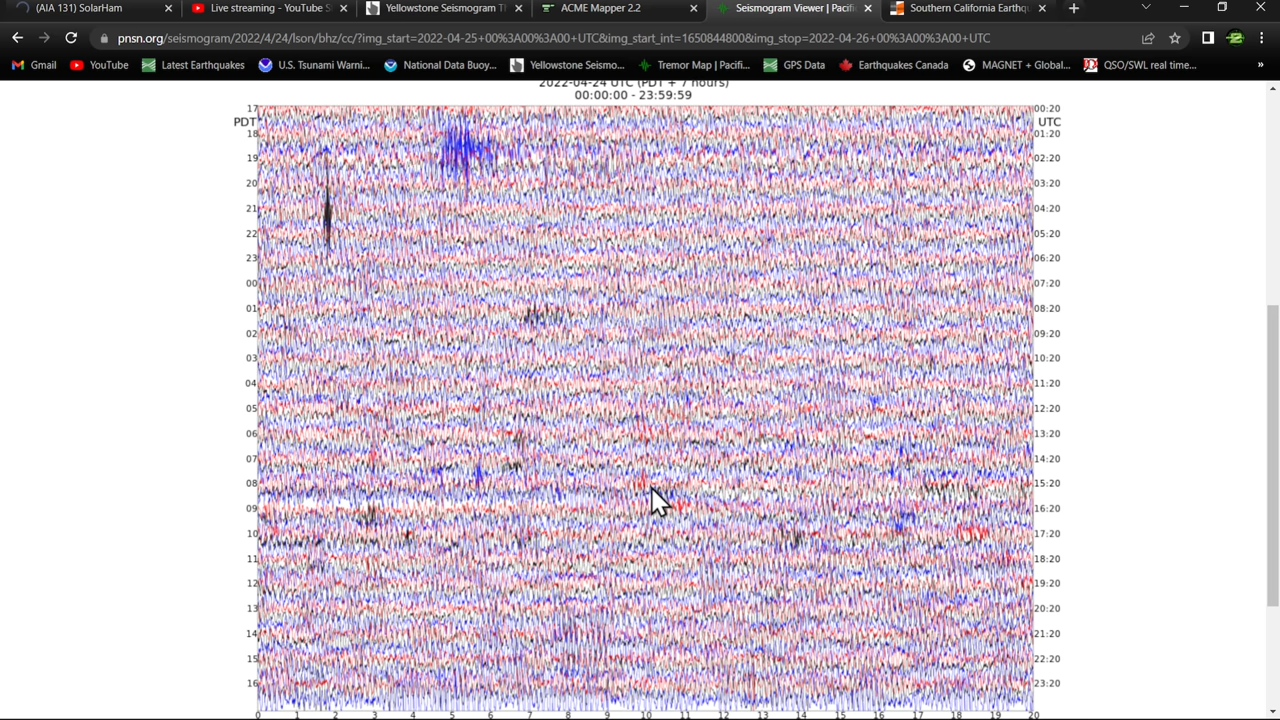 (AIA 131) SolarHam
Live streaming - YouTube S
Yellowstone Seismogram Th
ACME Mapper 2.2
Seismogram Viewer | Pacifi
Southern California Earthqu
pnsn.org/seismogram/2022/4/24/lson/bhz/cc/?img_start=2022-04-25+00%3A00%3A00+UTC&img_start_int=1650844800&img_stop=2022-04-26+00%3A00%3A00+UTC
Gmail
YouTube
Latest Earthquakes
U.S. Tsunami Warni...
National Data Buoy...
Yellowstone Seismo...
Tremor Map | Pacifi...
GPS Data
Earthquakes Canada
MAGNET + Global...
QSO/SWL real time...
»
2022-04-24 UTC (PDT + 7 hours)
00:00:00 - 23:59:59
17 00:20
PDT UTC
18 01:20
19 02:20
20 03:20
21 04:20
22 05:20
23 06:20
00 07:20
01 08:20
02 09:20
03 10:20
04 11:20
05 12:20
06 13:20
07 14:20
08 15:20
09 16:20
10 17:20
11 18:20
12 19:20
13 20:20
14 21:20
15 22:20
16 23:20
0 1 2 3 4 5 6 7 8 9 10 11 12 13 14 15 16 17 18 19 20